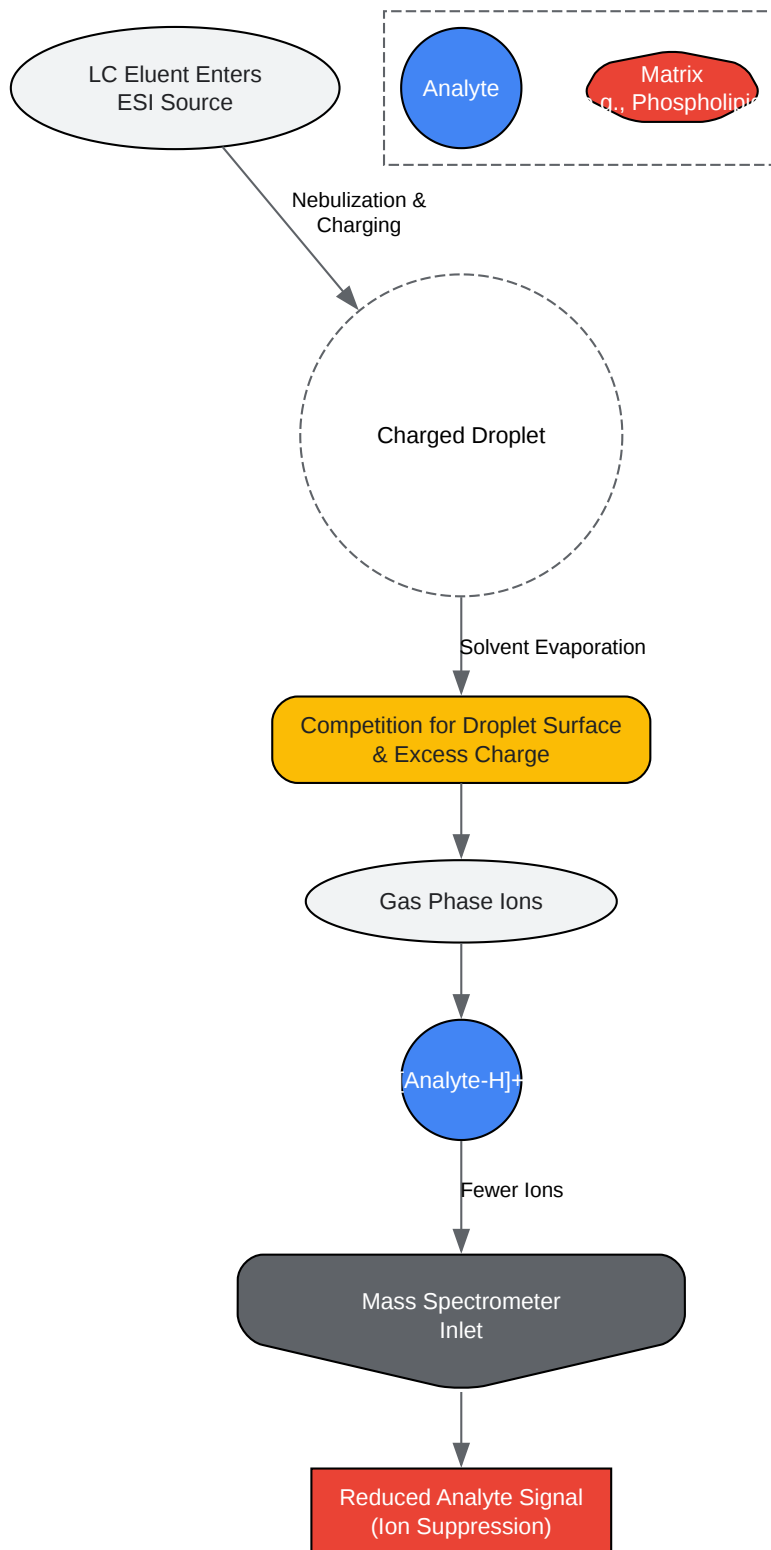 LC Eluent Enters
ESI Source
Analyte
Matrix
g., Phospholipi
Nebulization &
Charging
Charged Droplet
Solvent Evaporation
Competition for Droplet Surface
& Excess Charge
Gas Phase Ions
[Analyte-H]+
Fewer Ions
Mass Spectrometer
Inlet
Reduced Analyte Signal
(Ion Suppression)